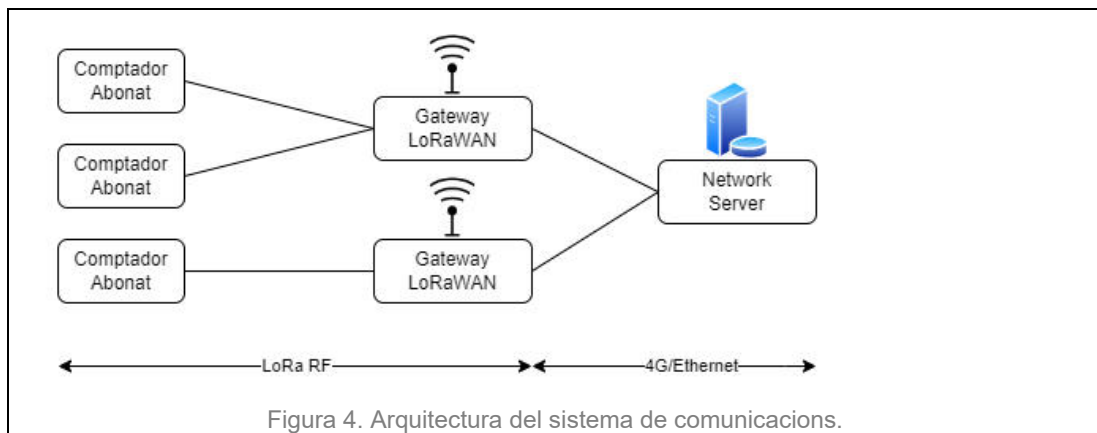 Comptador
Abonat
Comptador
Abonat
Comptador
Abonat
Gateway
LoRaWAN
Gateway
LoRaWAN
Network
Server
LoRa RF
4G/Ethernet
Figura 4. Arquitectura del sistema de comunicacions.